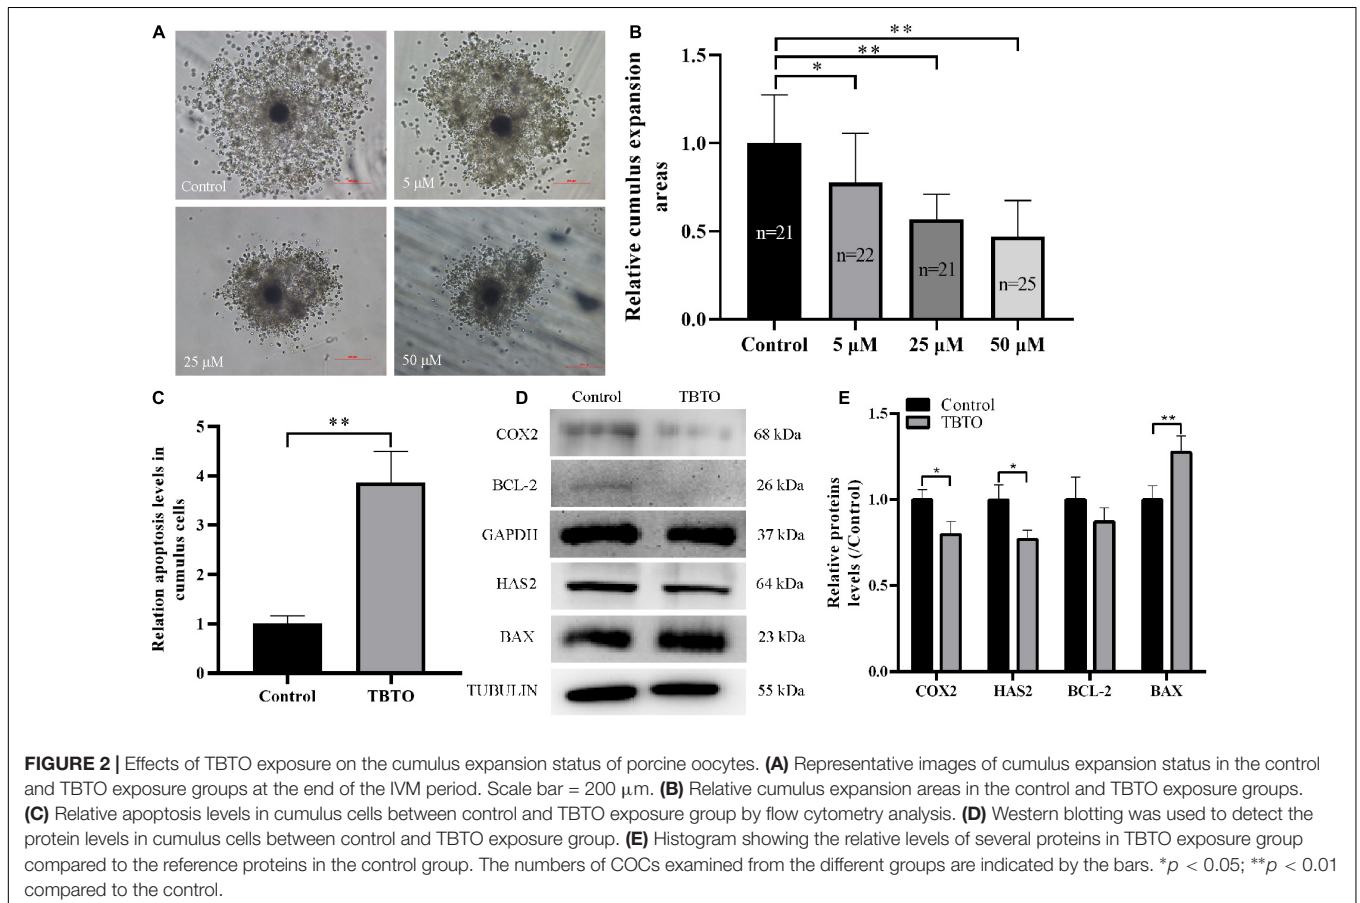 A
Control
5 μM
25 μM
50 μM
B
Relative cumulus expansion
areas
1.5
1.0
0.5
0.0
*
**
**
n=21
n=22
n=21
n=25
Control 5 μM 25 μM 50 μM
C
Relation apoptosis levels in
cumulus cells
5
4
3
2
1
0
**
Control TBTO
D
Control TBTO
COX2 68 kDa
BCL-2 26 kDa
GAPDH 37 kDa
HAS2 64 kDa
BAX 23 kDa
TUBULIN 55 kDa
E
Relative proteins
levels (/Control)
1.5
1.0
0.5
0.0
Control
TBTO
*
*
**
COX2 HAS2 BCL-2 BAX
FIGURE 2 | Effects of TBTO exposure on the cumulus expansion status of porcine oocytes. (A) Representative images of cumulus expansion status in the control
and TBTO exposure groups at the end of the IVM period. Scale bar = 200 μm. (B) Relative cumulus expansion areas in the control and TBTO exposure groups.
(C) Relative apoptosis levels in cumulus cells between control and TBTO exposure group by flow cytometry analysis. (D) Western blotting was used to detect the
protein levels in cumulus cells between control and TBTO exposure group. (E) Histogram showing the relative levels of several proteins in TBTO exposure group
compared to the reference proteins in the control group. The numbers of COCs examined from the different groups are indicated by the bars. *p < 0.05; **p < 0.01
compared to the control.